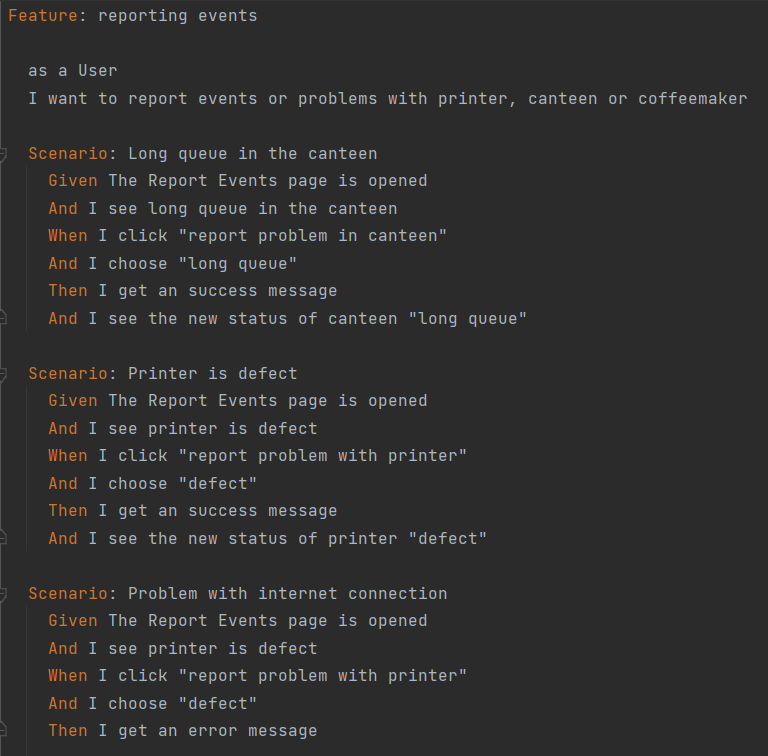 Feature: reporting events
as a User
I want to report events or problems with printer, canteen or coffeemaker
Scenario: Long queue in the canteen
Given The Report Events page is opened
And I see long queue in the canteen
When I click "report problem in canteen"
And I choose "long queue"
Then I get an success message
And I see the new status of canteen "long queue"
Scenario: Printer is defect
Given The Report Events page is opened
And I see printer is defect
When I click "report problem with printer"
And I choose "defect"
Then I get an success message
And I see the new status of printer "defect"
Scenario: Problem with internet connection
Given The Report Events page is opened
And I see printer is defect
When I click "report problem with printer"
And I choose "defect"
Then I get an error message